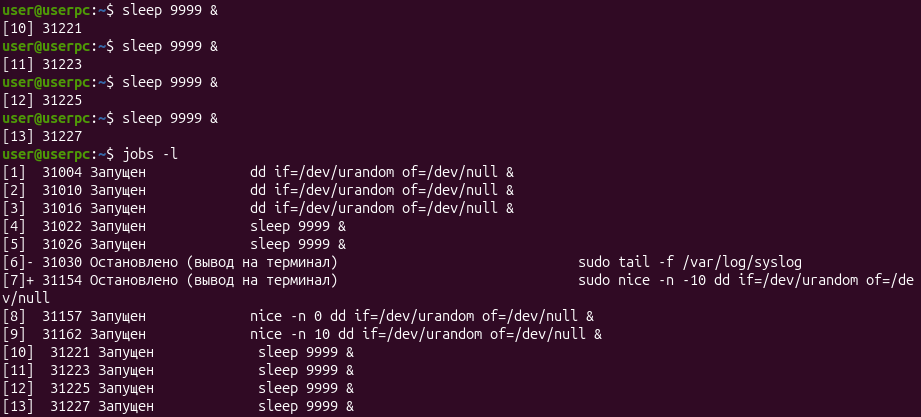 user@userpc:~$ sleep 9999 &
[10] 31221
user@userpc:~$ sleep 9999 &
[11] 31223
user@userpc:~$ sleep 9999 &
[12] 31225
user@userpc:~$ sleep 9999 &
[13] 31227
user@userpc:~$ jobs -l
[1]  31004 Запущен             dd if=/dev/urandom of=/dev/null &
[2]  31010 Запущен             dd if=/dev/urandom of=/dev/null &
[3]  31016 Запущен             dd if=/dev/urandom of=/dev/null &
[4]  31022 Запущен             sleep 9999 &
[5]  31026 Запущен             sleep 9999 &
[6]- 31030 Остановлено (вывод на терминал)                              sudo tail -f /var/log/syslog
[7]+ 31154 Остановлено (вывод на терминал)                              sudo nice -n -10 dd if=/dev/urandom of=/de
v/null
[8]  31157 Запущен             nice -n 0 dd if=/dev/urandom of=/dev/null &
[9]  31162 Запущен             nice -n 10 dd if=/dev/urandom of=/dev/null &
[10]  31221 Запущен             sleep 9999 &
[11]  31223 Запущен             sleep 9999 &
[12]  31225 Запущен             sleep 9999 &
[13]  31227 Запущен             sleep 9999 &